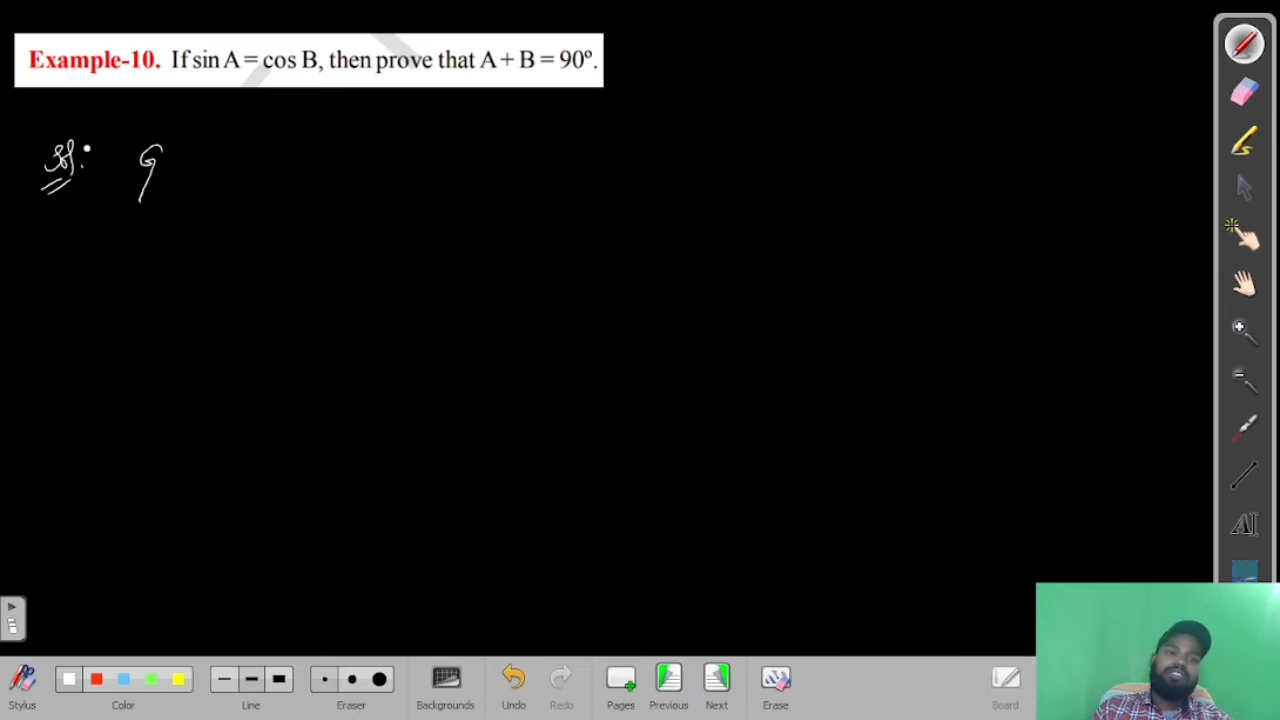 Example-10. If sin A = cos B, then prove that A + B = 90º.
Stylus
Color
Line
Eraser
Backgrounds
Undo
Redo
Pages
Previous
Next
Erase
Board